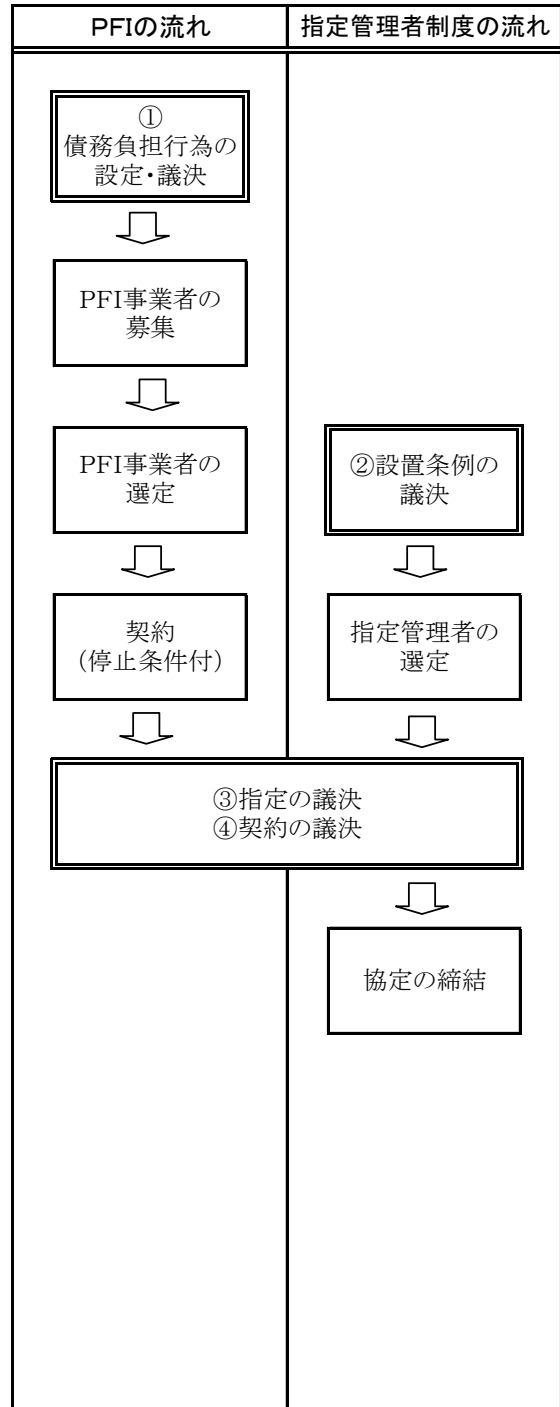 PFIの流れ
指定管理者制度の流れ
①
債務負担行為の
設定・議決
PFI事業者の
募集
PFI事業者の
選定
②設置条例の
議決
契約
(停止条件付)
指定管理者の
選定
③指定の議決
④契約の議決
協定の締結